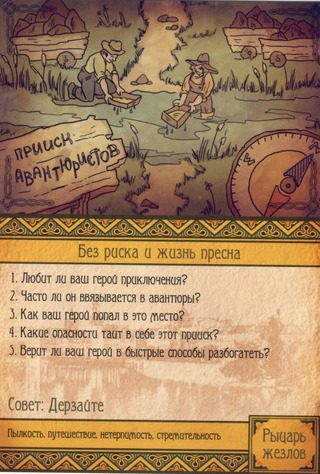 ПРИИСК
АВАНТЮРИСТОВ
Без риска и жизнь пресна
1. Любит ли ваш герой приключения?
2. Часто ли он ввязывается в авантюры?
3. Как ваш герой попал в это место?
4. Какие опасности таит в себе этот прииск?
5. Верит ли ваш герой в быстрые способы разбогатеть?
Совет: Дерзайте
Пылкость, путешествие, нетерпимость, стремительность
Рыцарь
жезлов